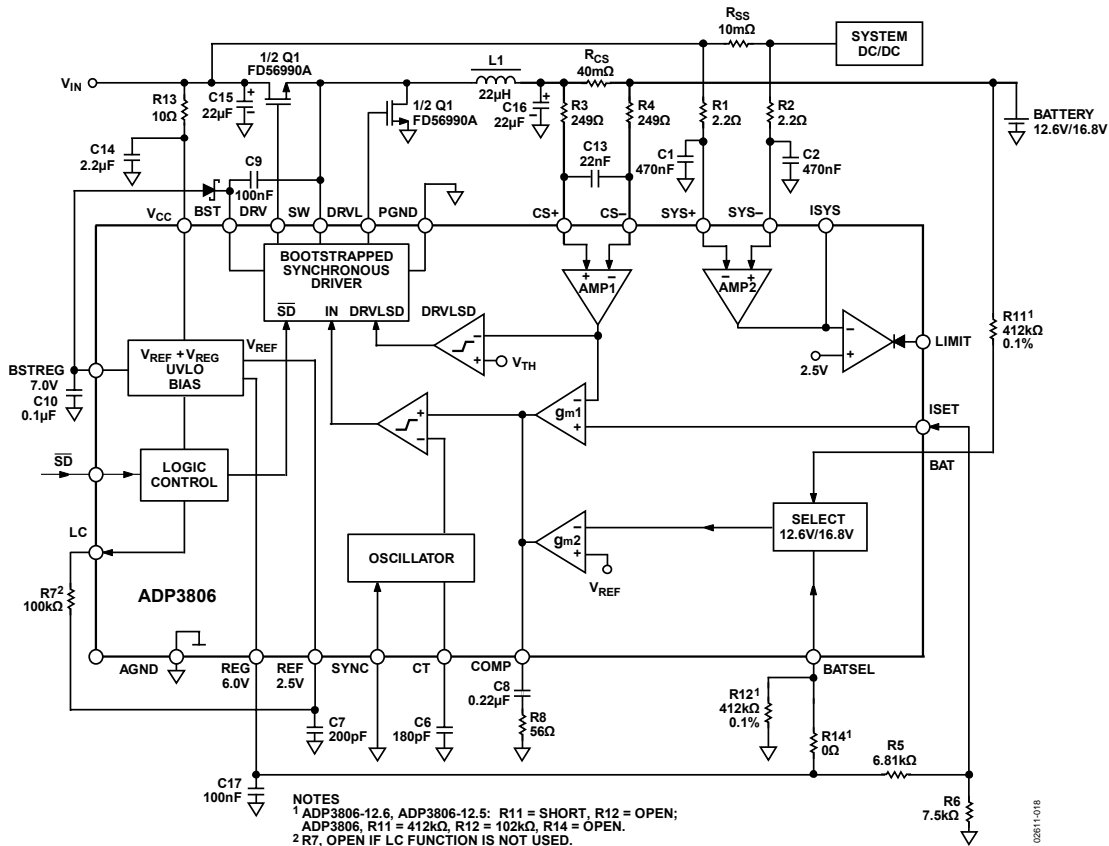 RSS
10mΩ
SYSTEM
DC/DC
1/2 Q1
FD56990A
L1
22μH
RCS
40mΩ
VIN
R13
10Ω
C15
22μF
+
–
1/2 Q1
FD56990A
C16
22μF
+
–
R3
249Ω
R4
249Ω
R1
2.2Ω
R2
2.2Ω
BATTERY
12.6V/16.8V
C14
2.2μF
C9
100nF
C13
22nF
C1
470nF
C2
470nF
VCC
BST
DRV
SW
DRVL
PGND
CS+
CS–
SYS+
SYS–
ISYS
BOOTSTRAPPED
SYNCHRONOUS
DRIVER
SD
IN
DRVLSD
DRVLSD
+
–
AMP1
–
+
AMP2
R11¹
412kΩ
0.1%
–
+
VTH
–
+
2.5V
LIMIT
BSTREG
7.0V
C10
0.1μF
VREF + VREG
UVLO
BIAS
VREF
+
–
gm1
–
+
ISET
BAT
SD
LOGIC
CONTROL
LC
R7²
100kΩ
OSCILLATOR
gm2
–
+
VREF
SELECT
12.6V/16.8V
ADP3806
AGND
REG
6.0V
REF
2.5V
SYNC
CT
COMP
BATSEL
C8
0.22μF
R8
56Ω
C7
200pF
C6
180pF
R12¹
412kΩ
0.1%
R14¹
0Ω
R5
6.81kΩ
C17
100nF
R6
7.5kΩ
NOTES
¹ ADP3806-12.6, ADP3806-12.5: R11 = SHORT, R12 = OPEN;
ADP3806, R11 = 412kΩ, R12 = 102kΩ, R14 = OPEN.
² R7, OPEN IF LC FUNCTION IS NOT USED.
02611-018